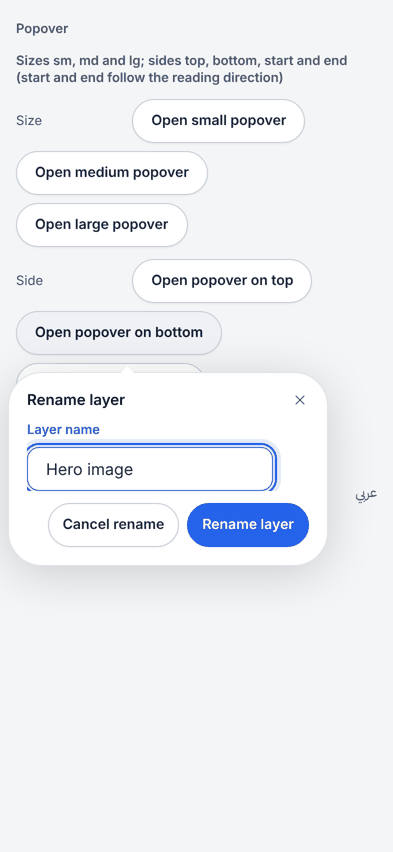 Popover
Sizes sm, md and lg; sides top, bottom, start and end
(start and end follow the reading direction)
Size
Open small popover
Open medium popover
Open large popover
Side
Open popover on top
Open popover on bottom
Rename layer
Layer name
Hero image
عربي
Cancel rename
Rename layer